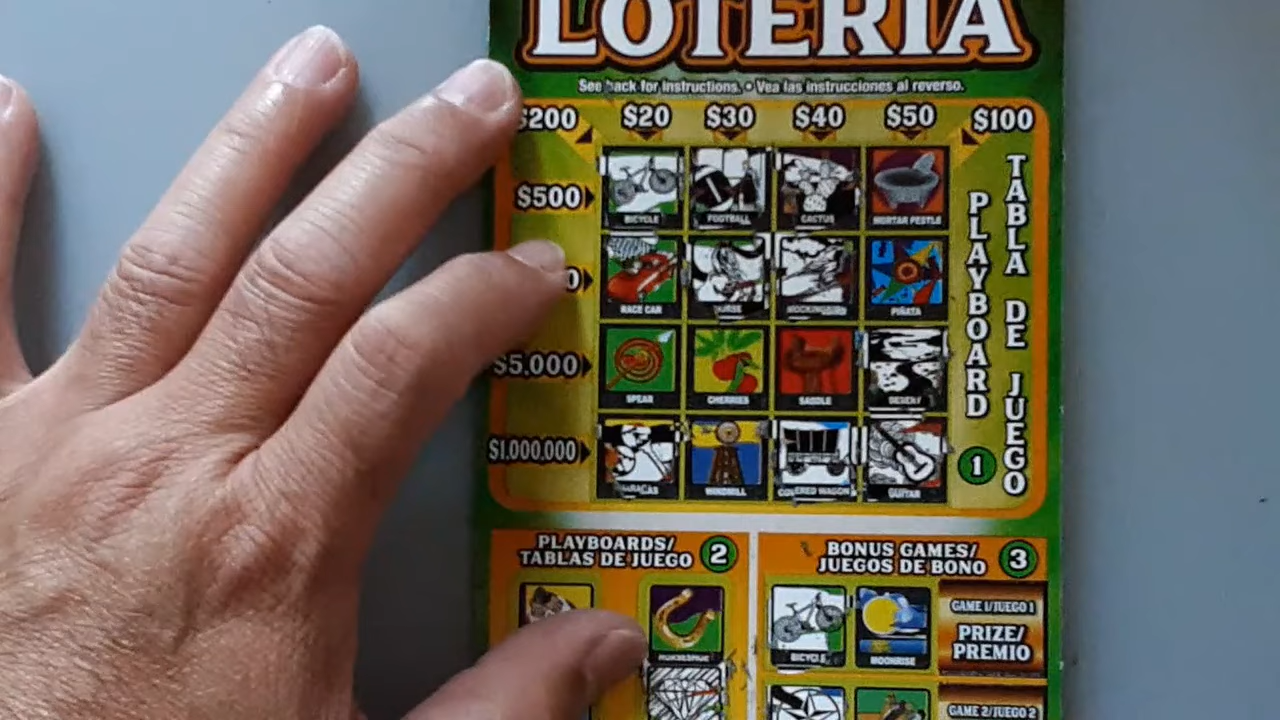 LOTERIA
See back for instructions. • Vea las instrucciones al reverso.
$200 $20 $30 $40 $50 $100
$500
BICYCLE FOOTBALL CACTUS MORTAR PESTLE
0
RACE CAR HORSE MOCKINGBIRD PIÑATA
$5,000
SPEAR CHERRIES SADDLE DESERT
$1,000,000
MARACAS WINDMILL COVERED WAGON GUITAR
PLAYBOARD
TABLA DE JUEGO
1
PLAYBOARDS/
TABLAS DE JUEGO 2
HORSESHOE
BONUS GAMES/
JUEGOS DE BONO 3
BICYCLE MOONRISE
GAME 1/JUEGO 1
PRIZE/
PREMIO
GAME 2/JUEGO 2